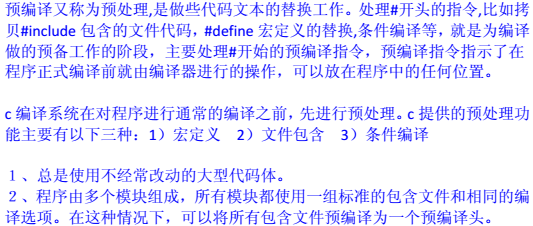 预编译又称为预处理,是做些代码文本的替换工作。处理#开头的指令,比如拷
贝#include 包含的文件代码，#define 宏定义的替换,条件编译等，就是为编译
做的预备工作的阶段，主要处理#开始的预编译指令，预编译指令指示了在
程序正式编译前就由编译器进行的操作，可以放在程序中的任何位置。
c 编译系统在对程序进行通常的编译之前，先进行预处理。c 提供的预处理功
能主要有以下三种：1）宏定义　2）文件包含　3）条件编译
１、总是使用不经常改动的大型代码体。
２、程序由多个模块组成，所有模块都使用一组标准的包含文件和相同的编
译选项。在这种情况下，可以将所有包含文件预编译为一个预编译头。